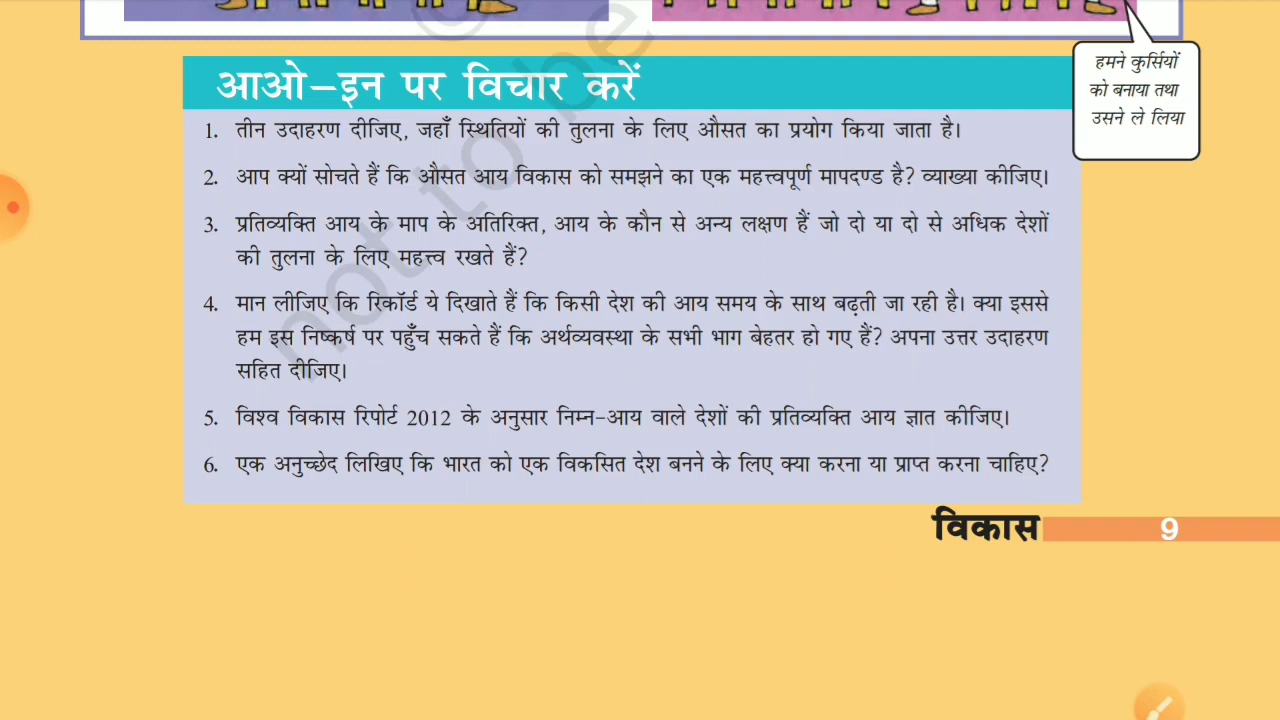 हमने कुर्सियों
को बनाया तथा
उसने ले लिया
आओ–इन पर विचार करें
1. तीन उदाहरण दीजिए, जहाँ स्थितियों की तुलना के लिए औसत का प्रयोग किया जाता है।
2. आप क्यों सोचते हैं कि औसत आय विकास को समझने का एक महत्त्वपूर्ण मापदण्ड है? व्याख्या कीजिए।
3. प्रतिव्यक्ति आय के माप के अतिरिक्त, आय के कौन से अन्य लक्षण हैं जो दो या दो से अधिक देशों
की तुलना के लिए महत्त्व रखते हैं?
4. मान लीजिए कि रिकॉर्ड ये दिखाते हैं कि किसी देश की आय समय के साथ बढ़ती जा रही है। क्या इससे
हम इस निष्कर्ष पर पहुँच सकते हैं कि अर्थव्यवस्था के सभी भाग बेहतर हो गए हैं? अपना उत्तर उदाहरण
सहित दीजिए।
5. विश्व विकास रिपोर्ट 2012 के अनुसार निम्न-आय वाले देशों की प्रतिव्यक्ति आय ज्ञात कीजिए।
6. एक अनुच्छेद लिखिए कि भारत को एक विकसित देश बनने के लिए क्या करना या प्राप्त करना चाहिए?
विकास 9
not to be